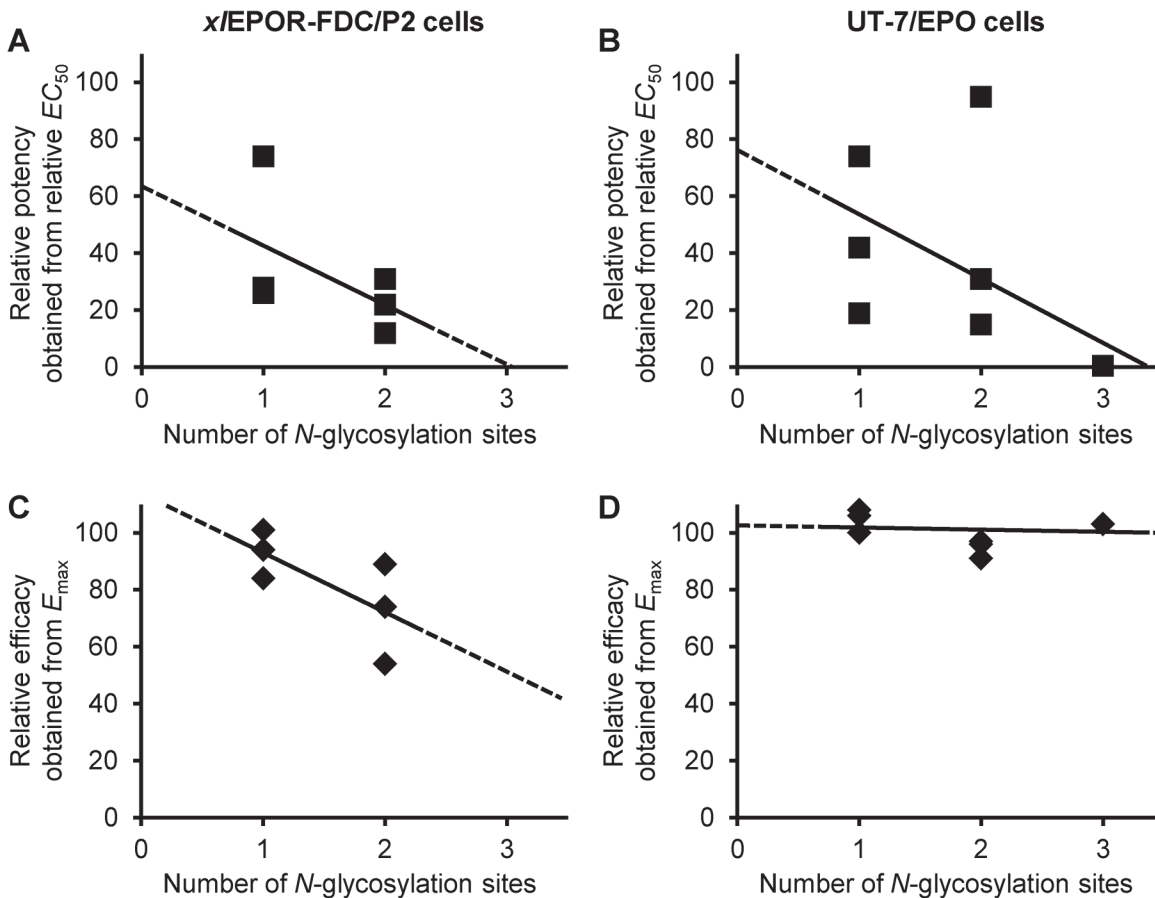 xlEPOR-FDC/P2 cells
UT-7/EPO cells
A
Relative potency
obtained from relative EC50
100
80
60
40
20
0
0 1 2 3
Number of N-glycosylation sites
B
Relative potency
obtained from relative EC50
100
80
60
40
20
0
0 1 2 3
Number of N-glycosylation sites
C
Relative efficacy
obtained from Emax
100
80
60
40
20
0
0 1 2 3
Number of N-glycosylation sites
D
Relative efficacy
obtained from Emax
100
80
60
40
20
0
0 1 2 3
Number of N-glycosylation sites